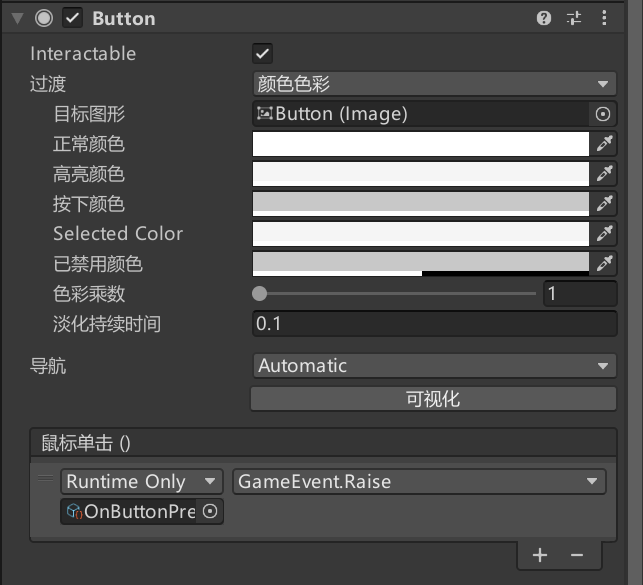 Button
Interactable
过渡 颜色色彩
目标图形 Button (Image)
正常颜色
高亮颜色
按下颜色
Selected Color
已禁用颜色
色彩乘数 1
淡化持续时间 0.1
导航 Automatic
可视化
鼠标单击 ()
Runtime Only GameEvent.Raise
OnButtonPre